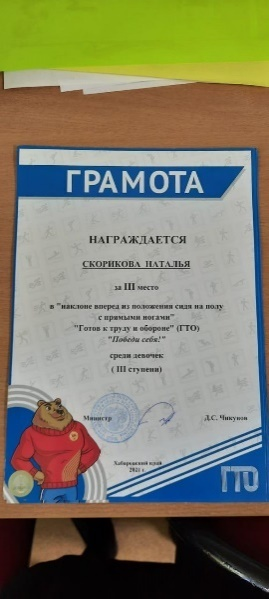 ГРАМОТА
НАГРАЖДАЕТСЯ
СКОРИКОВА НАТАЛЬЯ
за III место
в "наклоне вперед из положения сидя на полу
с прямыми ногами"
"Готов к труду и обороне" (ГТО)
"Победи себя!"
среди девочек
( III ступени)
Министр Д.С. Чикунов
Хабаровский край
2021 г.
ГТО